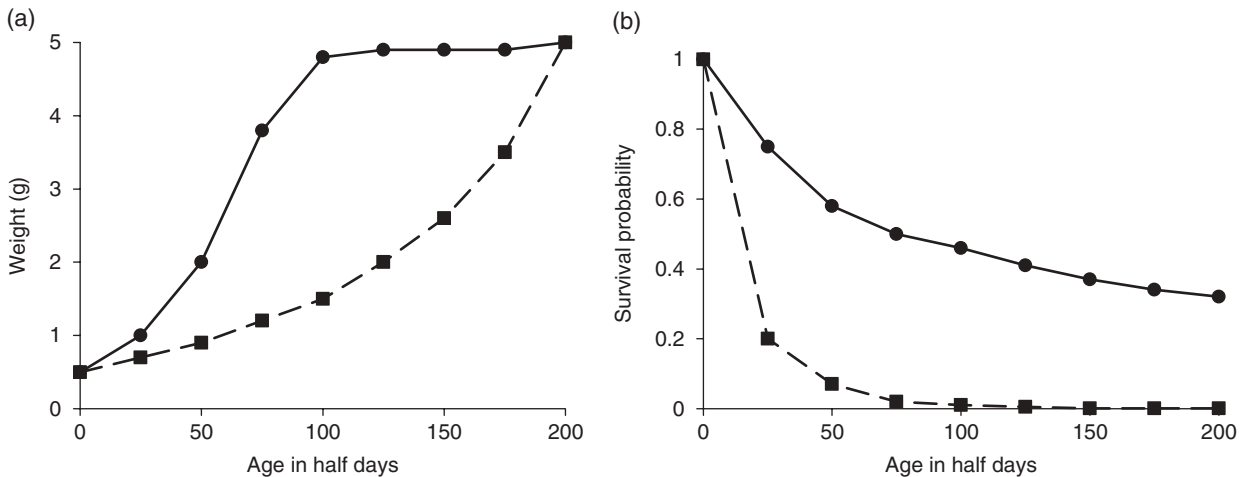 (a)
5
4
3
2
1
0
Weight (g)
0 50 100 150 200
Age in half days
(b)
1
0.8
0.6
0.4
0.2
0
Survival probability
0 50 100 150 200
Age in half days